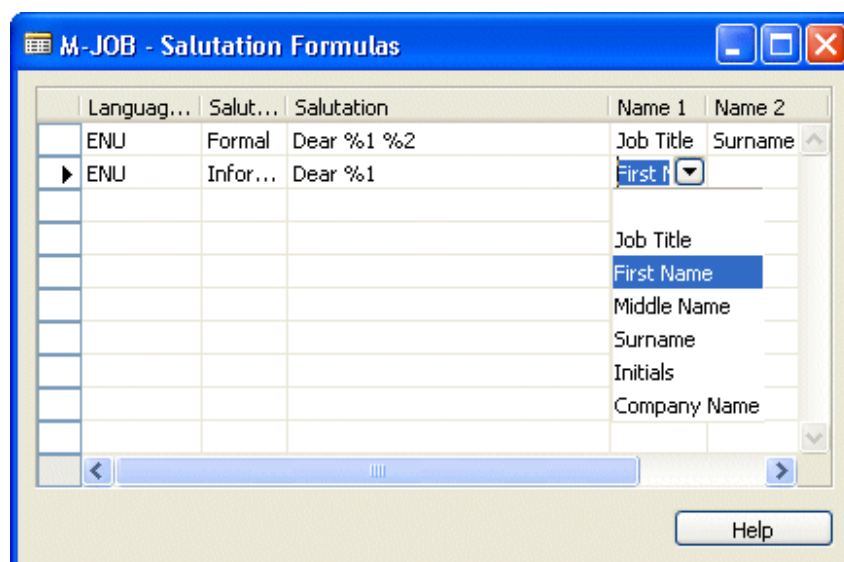 M-JOB - Salutation Formulas
Languag... Salut... Salutation Name 1 Name 2
ENU Formal Dear %1 %2 Job Title Surname
ENU Infor... Dear %1 First N
Job Title
First Name
Middle Name
Surname
Initials
Company Name
Help